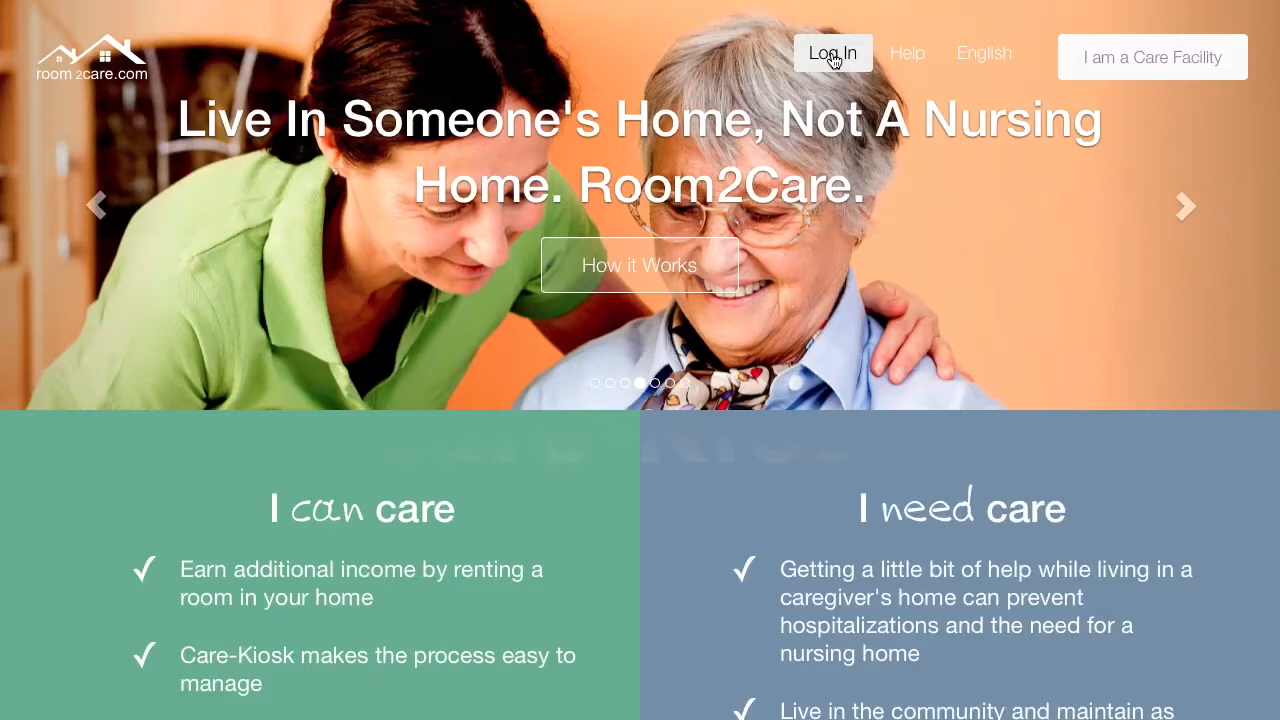 room 2care.com
Log In
Help
English
I am a Care Facility
Live In Someone's Home, Not A Nursing
Home. Room2Care.
How it Works
I can care
Earn additional income by renting a
room in your home
Care-Kiosk makes the process easy to
manage
I need care
Getting a little bit of help while living in a
caregiver's home can prevent
hospitalizations and the need for a
nursing home
Live in the community and maintain as